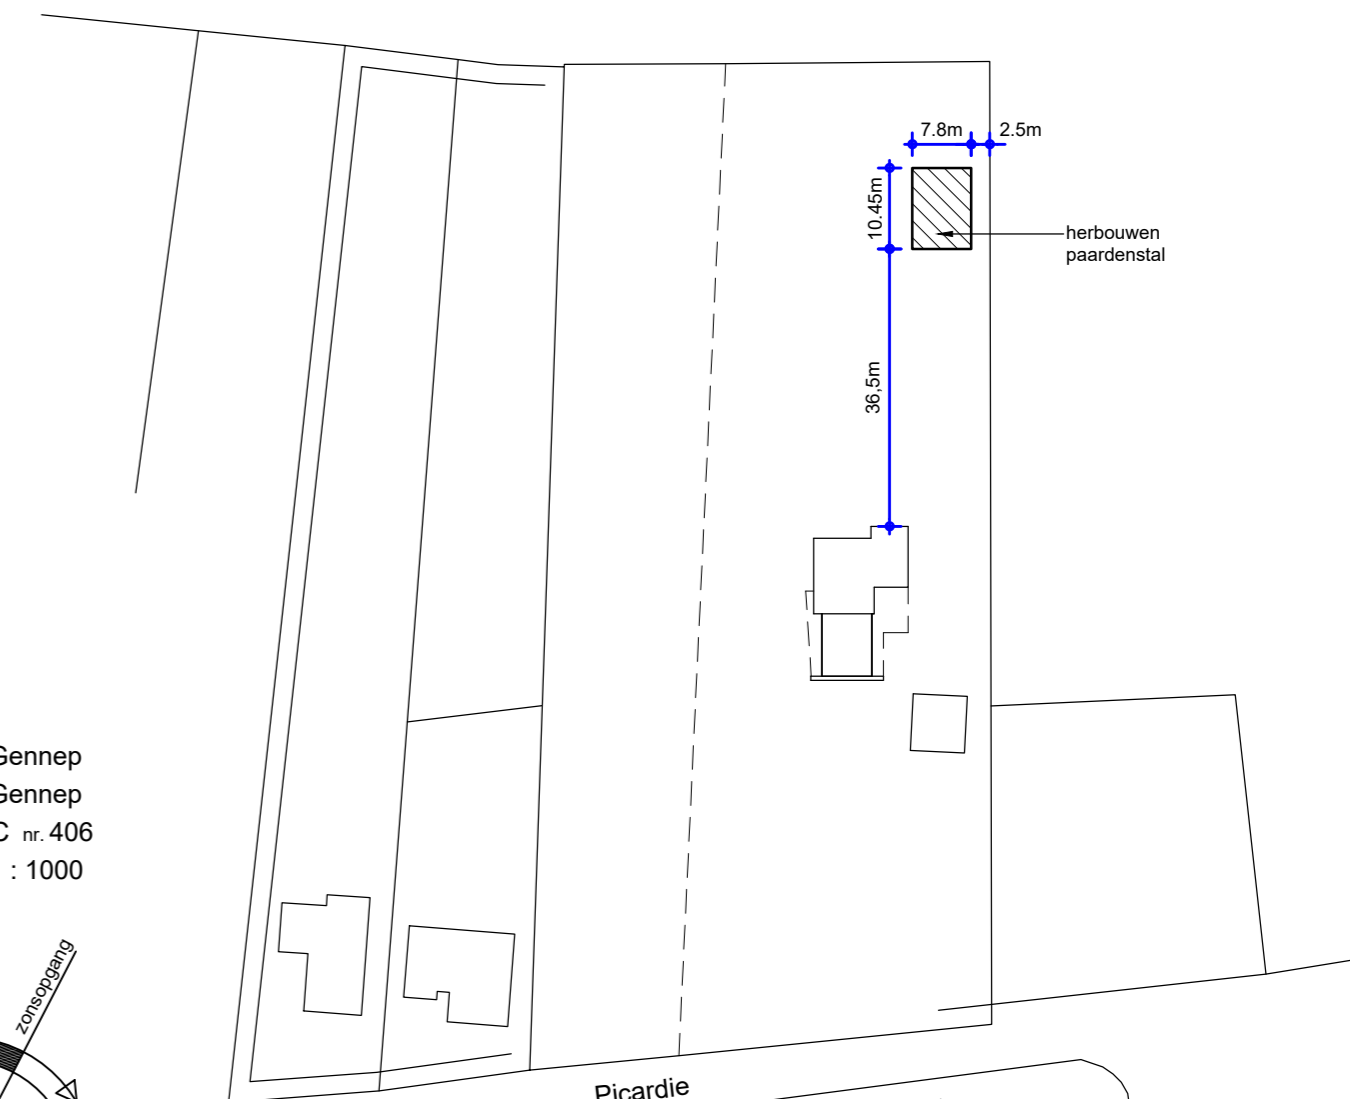 7.8m 2.5m
10.45m
herbouwen
paardenstal
36,5m
Gennep
Gennep
C nr. 406
: 1000
zonsopgang
Picardie